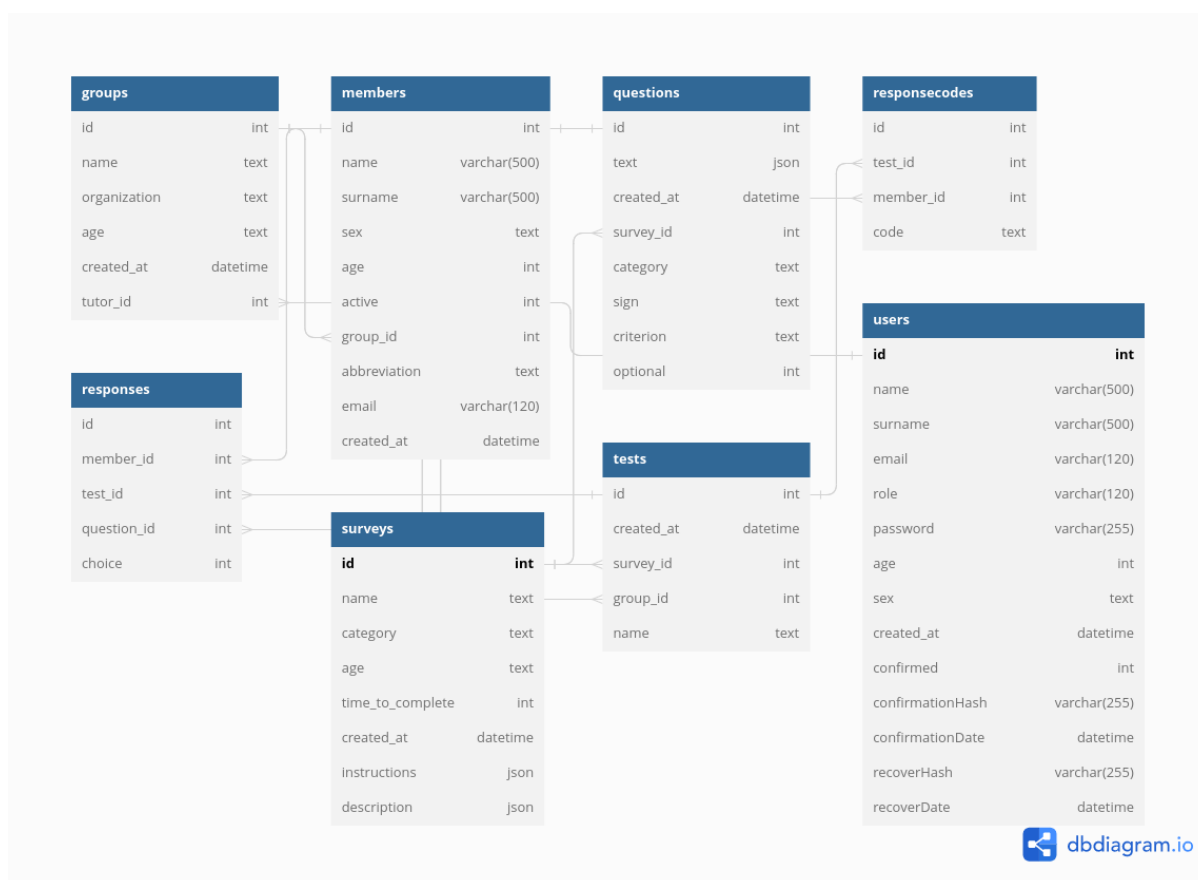 groups
id int
name text
organization text
age text
created_at datetime
tutor_id int
members
id int
name varchar(500)
surname varchar(500)
sex text
age int
active int
group_id int
abbreviation text
email varchar(120)
created_at datetime
questions
id int
text json
created_at datetime
survey_id int
category text
sign text
criterion text
optional int
responsecodes
id int
test_id int
member_id int
code text
responses
id int
member_id int
test_id int
question_id int
choice int
surveys
id int
name text
category text
age text
time_to_complete int
created_at datetime
instructions json
description json
tests
id int
created_at datetime
survey_id int
group_id int
name text
users
id int
name varchar(500)
surname varchar(500)
email varchar(120)
role varchar(120)
password varchar(255)
age int
sex text
created_at datetime
confirmed int
confirmationHash varchar(255)
confirmationDate datetime
recoverHash varchar(255)
recoverDate datetime
dbdiagram.io